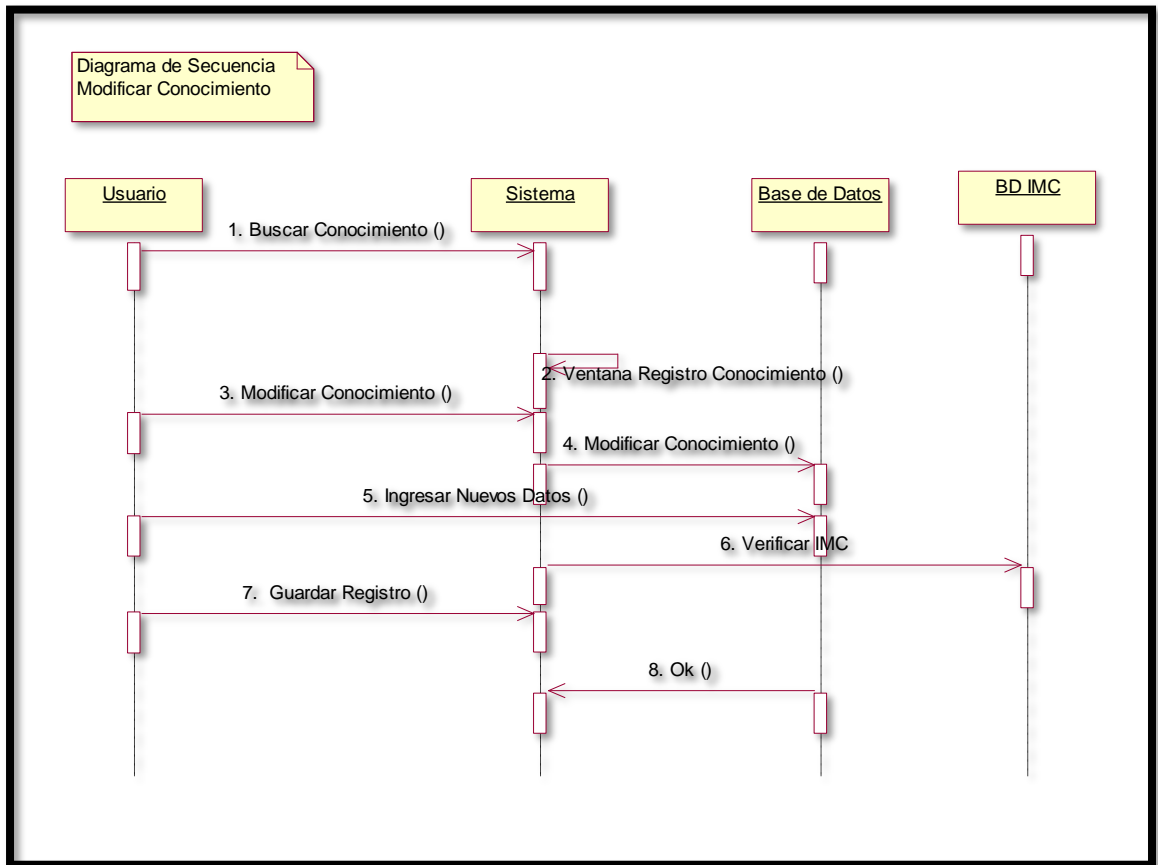 Diagrama de Secuencia
Modificar Conocimiento
Usuario
Sistema
Base de Datos
BD IMC
1. Buscar Conocimiento ()
2. Ventana Registro Conocimiento ()
3. Modificar Conocimiento ()
4. Modificar Conocimiento ()
5. Ingresar Nuevos Datos ()
6. Verificar IMC
7. Guardar Registro ()
8. Ok ()